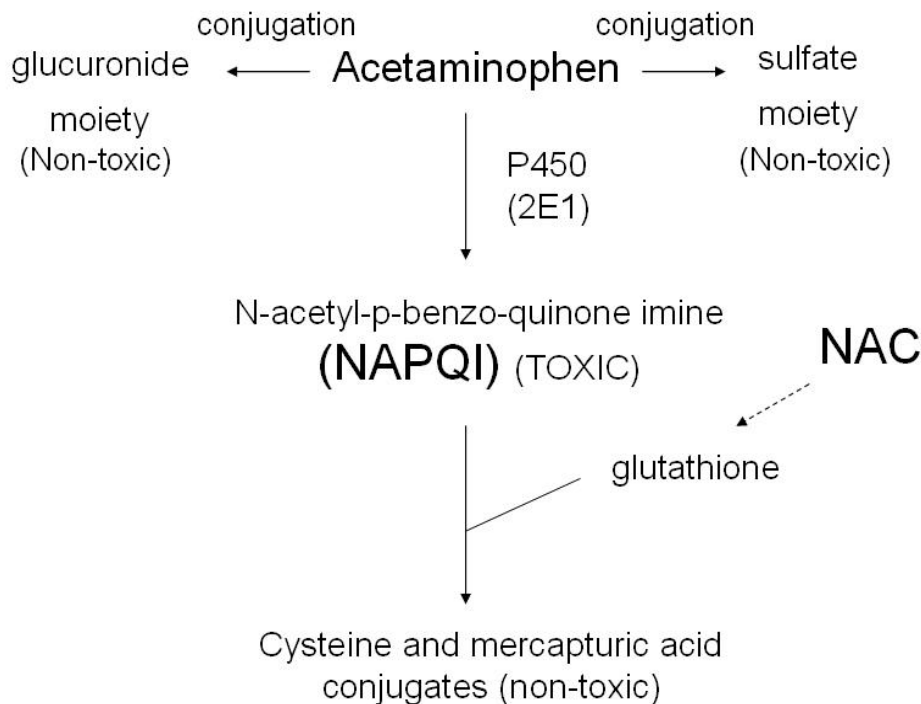 conjugation
conjugation
glucuronide
Acetaminophen
sulfate
moiety
(Non-toxic)
moiety
(Non-toxic)
P450
(2E1)
N-acetyl-p-benzo-quinone imine
(NAPQI) (TOXIC)
NAC
glutathione
Cysteine and mercapturic acid
conjugates (non-toxic)